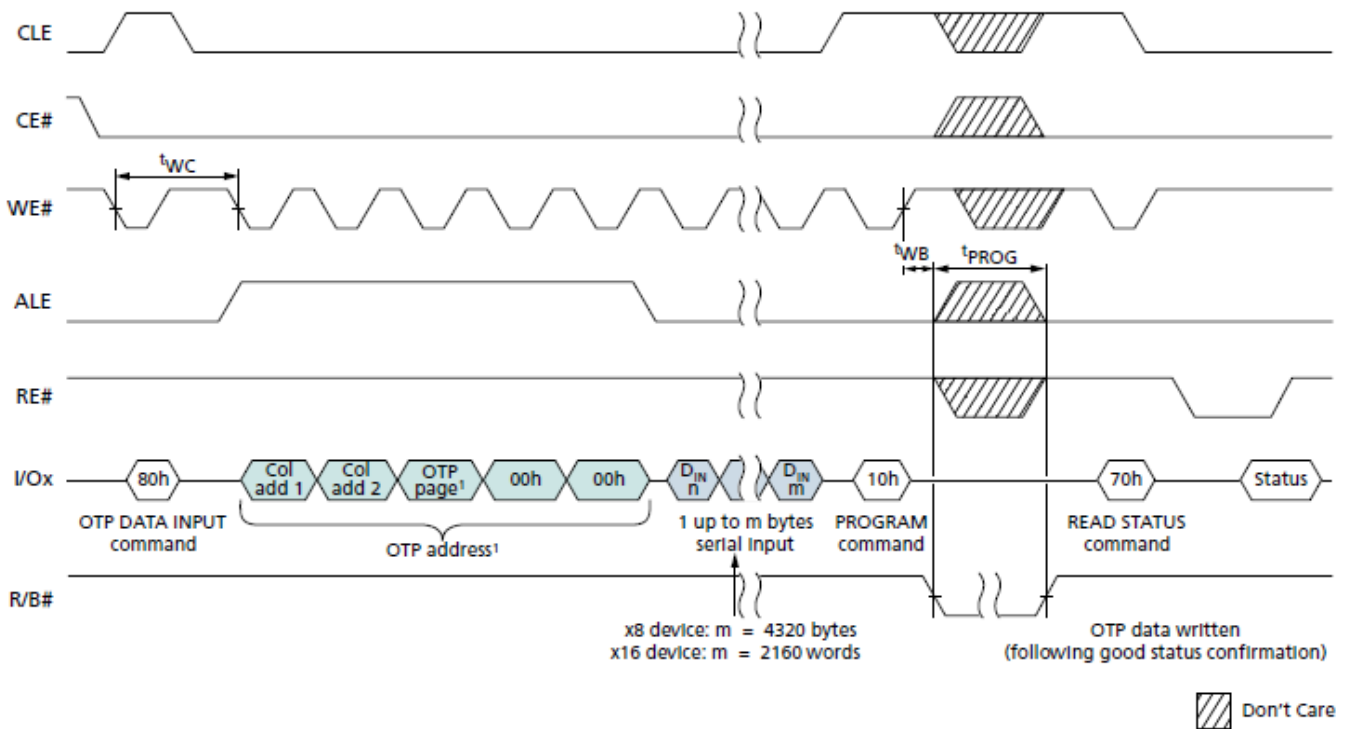 CLE
CE#
tWC
WE#
tWB
tPROG
ALE
RE#
I/Ox
80h
Col add 1
Col add 2
OTP page¹
00h
00h
DIN n
DIN m
10h
70h
Status
OTP DATA INPUT command
OTP address¹
1 up to m bytes serial input
PROGRAM command
READ STATUS command
R/B#
x8 device: m = 4320 bytes
x16 device: m = 2160 words
OTP data written
(following good status confirmation)
Don't Care